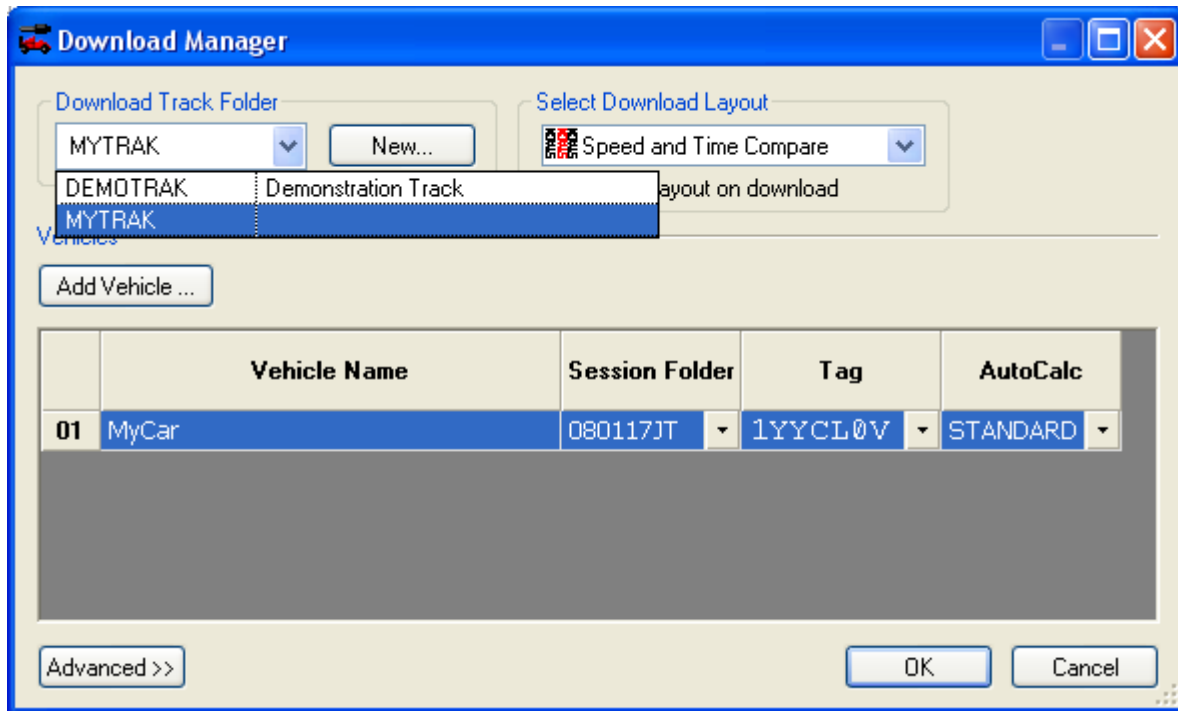 Download Manager
Download Track Folder
Select Download Layout
MYTRAK
New...
Speed and Time Compare
DEMOTRAK Demonstration Track
ayout on download
MYTRAK
Vehicles
Add Vehicle ...
Vehicle Name Session Folder Tag AutoCalc
01 MyCar 080117JT 1YYCL0V STANDARD
Advanced >> OK Cancel